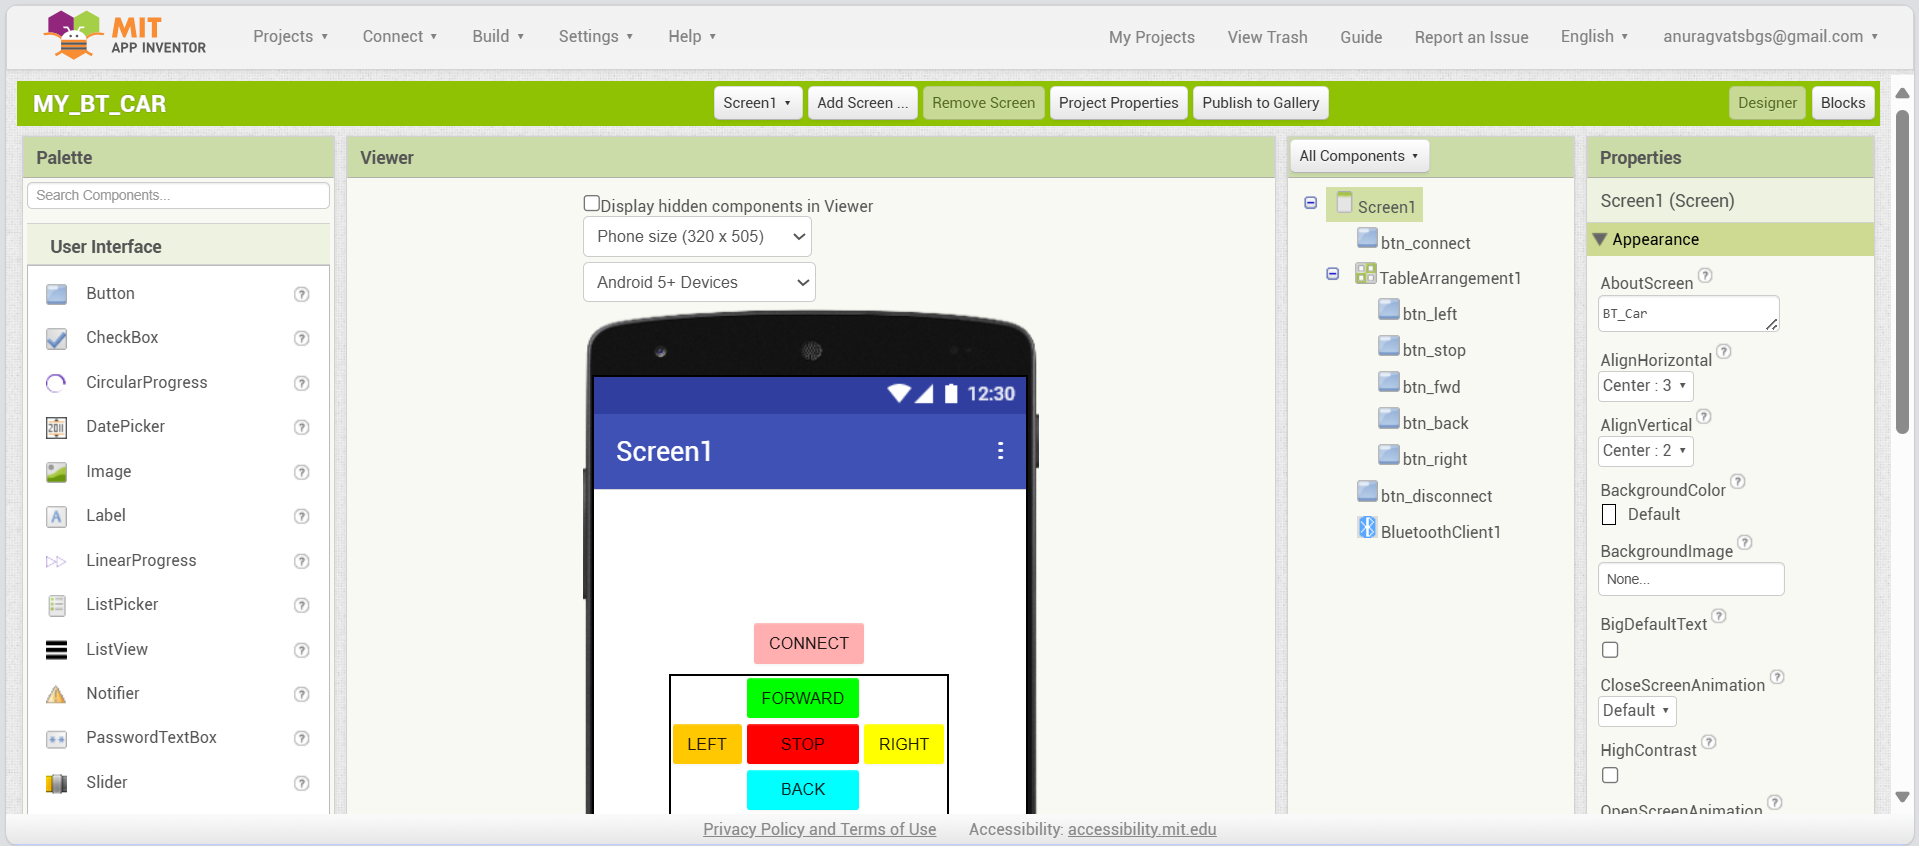 MIT
APP INVENTOR
Projects
Connect
Build
Settings
Help
My Projects
View Trash
Guide
Report an Issue
English
anuragvatsbgs@gmail.com
MY_BT_CAR
Screen1
Add Screen ...
Remove Screen
Project Properties
Publish to Gallery
Designer
Blocks
Palette
Search Components...
User Interface
Button
CheckBox
CircularProgress
DatePicker
Image
Label
LinearProgress
ListPicker
ListView
Notifier
PasswordTextBox
Slider
Viewer
Display hidden components in Viewer
Phone size (320 x 505)
Android 5+ Devices
12:30
Screen1
CONNECT
FORWARD
LEFT STOP RIGHT
BACK
All Components
Screen1
btn_connect
TableArrangement1
btn_left
btn_stop
btn_fwd
btn_back
btn_right
btn_disconnect
BluetoothClient1
Properties
Screen1 (Screen)
Appearance
AboutScreen
BT_Car
AlignHorizontal
Center : 3
AlignVertical
Center : 2
BackgroundColor
Default
BackgroundImage
None...
BigDefaultText
CloseScreenAnimation
Default
HighContrast
OpenScreenAnimation
Privacy Policy and Terms of Use
Accessibility: accessibility.mit.edu